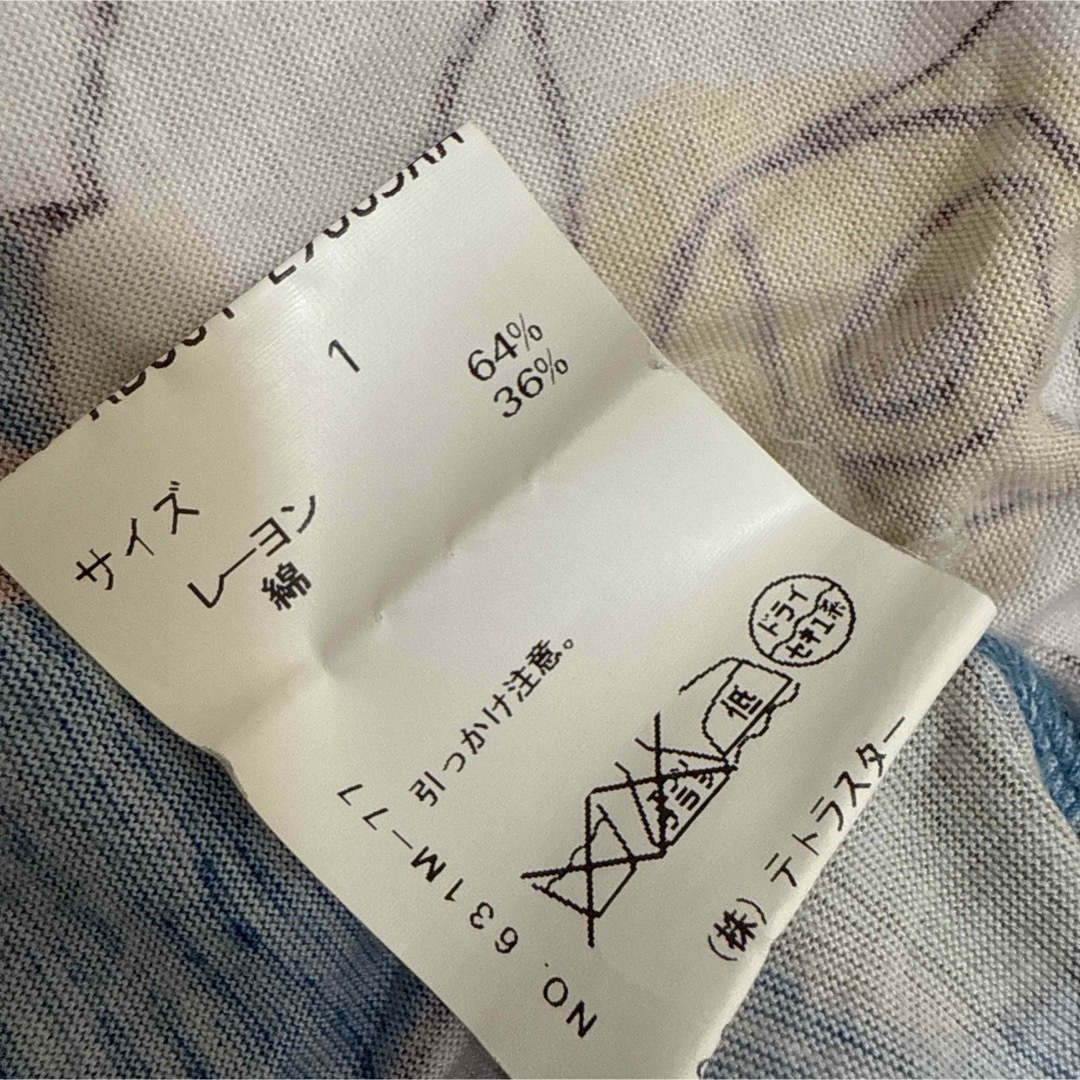 サイズ 1
レーヨン 64%
綿 36%
引っかけ注意。
NO. 631M-77
低
ドライ
セキユ系
(株) テトラスター